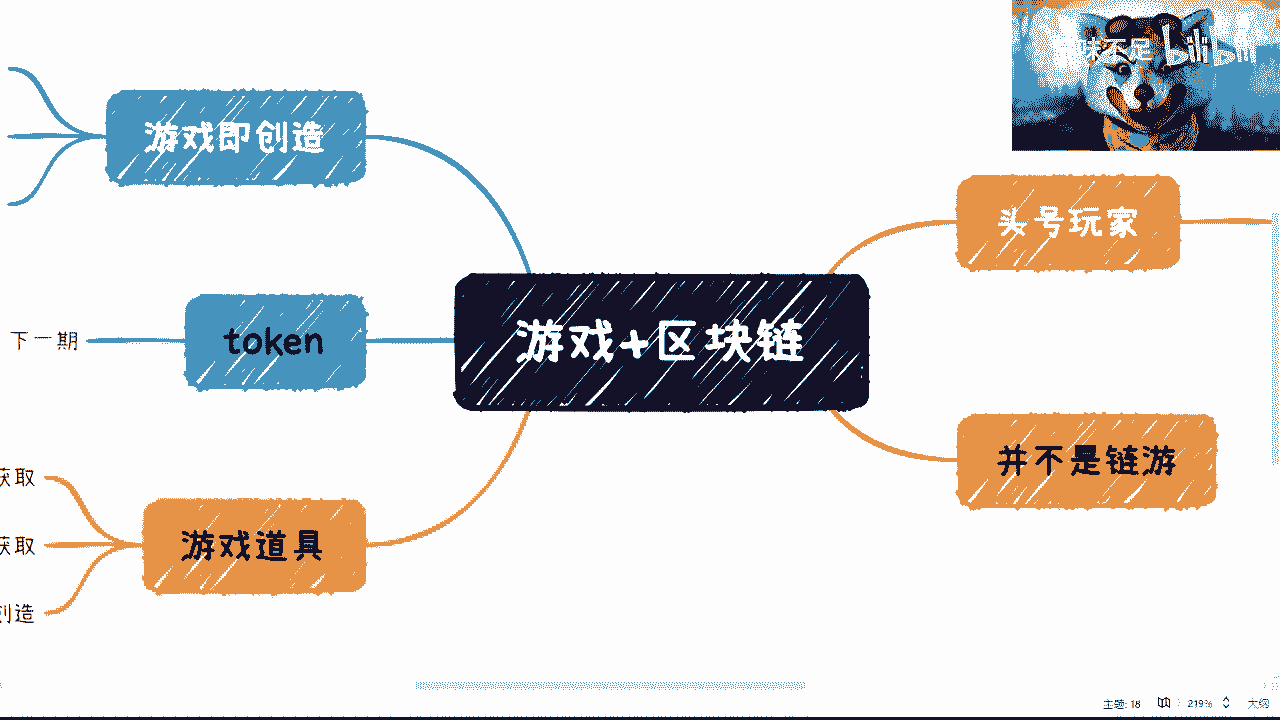 游戏即创造
token
下一期
游戏道具
获取
获取
创造
游戏+区块链
头号玩家
并不是链游
不足 bilibili
主题: 18
219%
大纲